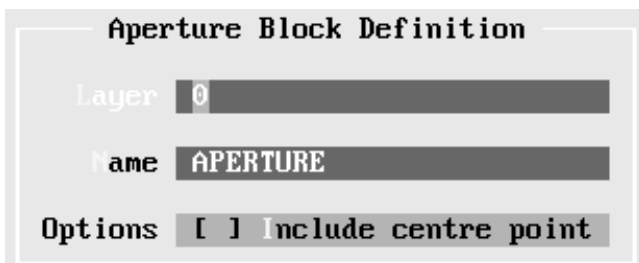 Aperture Block Definition
Layer 0
Name APERTURE
Options [ ] Include centre point